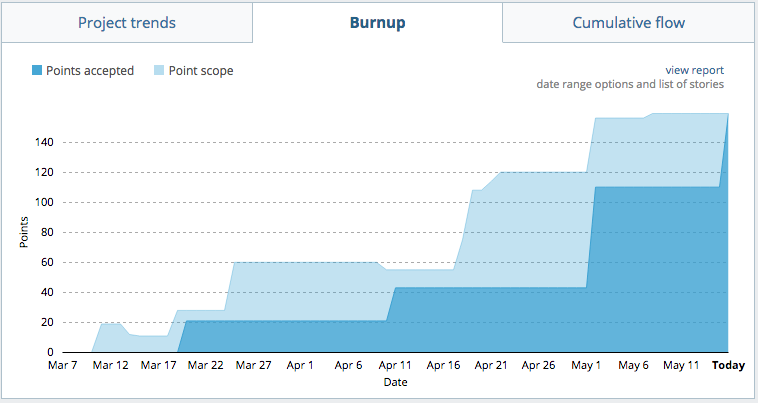 Project trends Burnup Cumulative flow
Points accepted Point scope view report
date range options and list of stories
140
120
100
80
60
40
20
0
Points
Mar 7 Mar 12 Mar 17 Mar 22 Mar 27 Apr 1 Apr 6 Apr 11 Apr 16 Apr 21 Apr 26 May 1 May 6 May 11 Today
Date